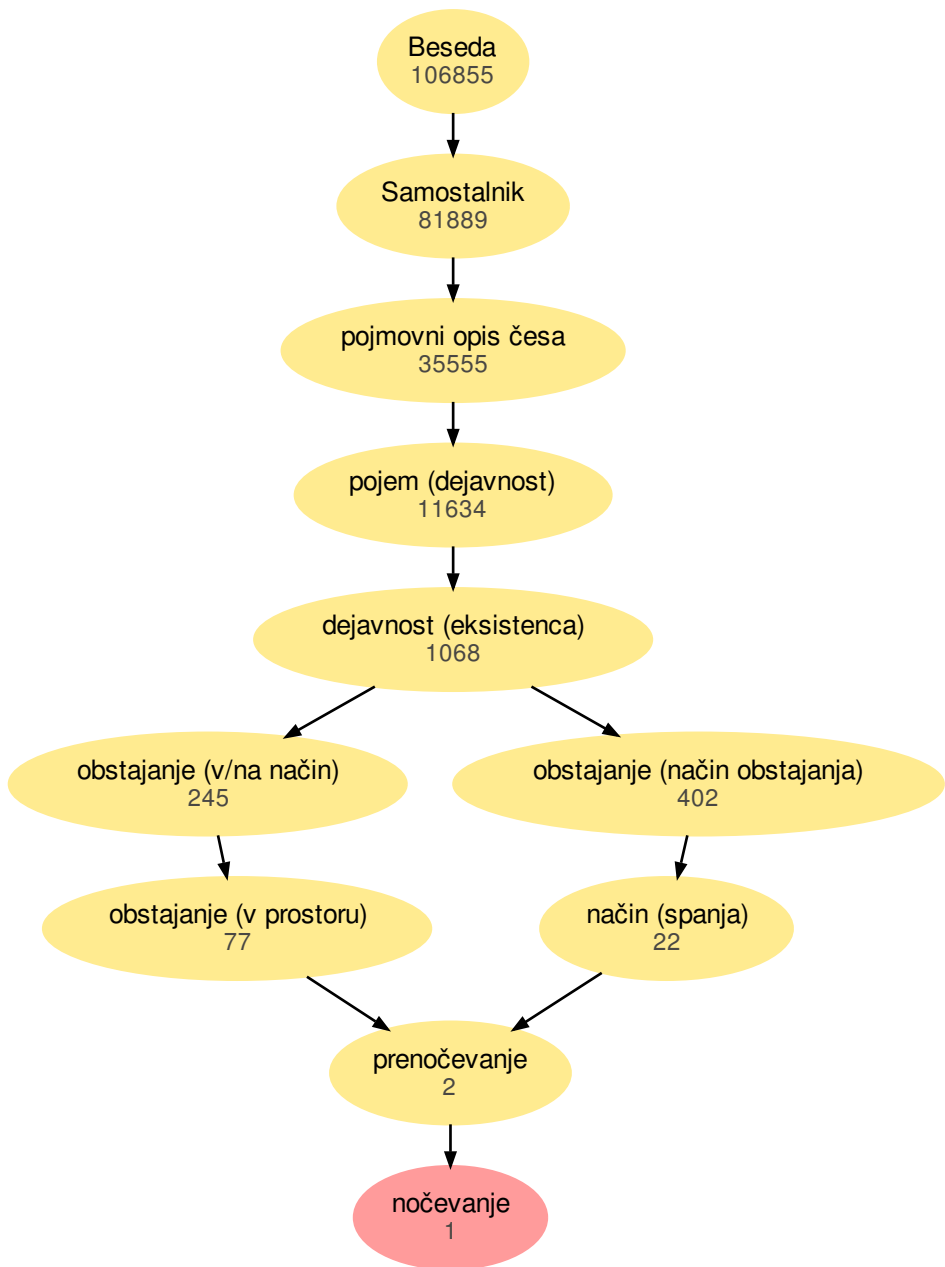 Beseda
106855
Samostalnik
81889
pojmovni opis česa
35555
pojem (dejavnost)
11634
dejavnost (eksistenca)
1068
obstajanje (v/na način)
245
obstajanje (način obstajanja)
402
obstajanje (v prostoru)
77
način (spanja)
22
prenočevanje
2
nočevanje
1